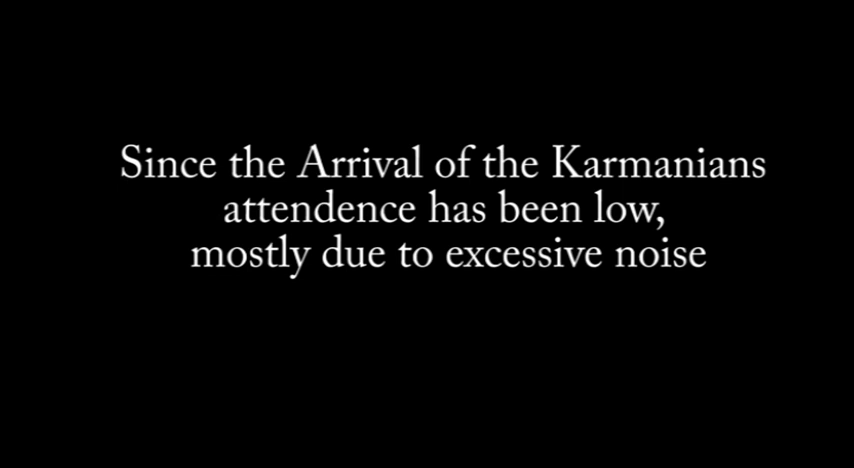 Since the Arrival of the Karmanians
attendence has been low,
mostly due to excessive noise